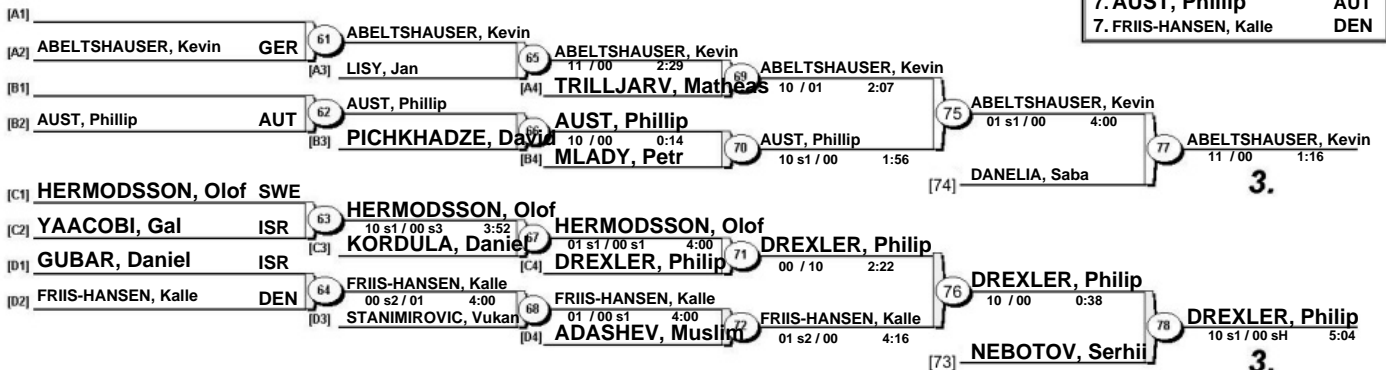 7. AUST, Phillip AUT
7. FRIIS-HANSEN, Kalle DEN
[A1]
[A2] ABELTSHAUSER, Kevin GER
61 ABELTSHAUSER, Kevin
[A3] LISY, Jan
65 ABELTSHAUSER, Kevin
11 / 00 2:29
[A4] TRILLJARV, Matheas
69 ABELTSHAUSER, Kevin
10 / 01 2:07
[B1]
[B2] AUST, Phillip AUT
62 AUST, Phillip
[B3] PICHKHADZE, David
66 AUST, Phillip
10 / 00 0:14
[B4] MLADY, Petr
70 AUST, Phillip
10 s1 / 00 1:56
75 ABELTSHAUSER, Kevin
01 s1 / 00 4:00
[74] DANELIA, Saba
77 ABELTSHAUSER, Kevin
11 / 00 1:16
3.
[C1] HERMODSSON, Olof SWE
[C2] YAACOBI, Gal ISR
63 HERMODSSON, Olof
10 s1 / 00 s3 3:52
[C3] KORDULA, Daniel
67 HERMODSSON, Olof
01 s1 / 00 s1 4:00
[C4] DREXLER, Philip
71 DREXLER, Philip
00 / 10 2:22
[D1] GUBAR, Daniel ISR
[D2] FRIIS-HANSEN, Kalle DEN
64 FRIIS-HANSEN, Kalle
00 s2 / 01 4:00
[D3] STANIMIROVIC, Vukan
68 FRIIS-HANSEN, Kalle
01 / 00 s1 4:00
[D4] ADASHEV, Muslim
72 FRIIS-HANSEN, Kalle
01 s2 / 00 4:16
76 DREXLER, Philip
10 / 00 0:38
[73] NEBOTOV, Serhii
78 DREXLER, Philip
10 s1 / 00 sH 5:04
3.